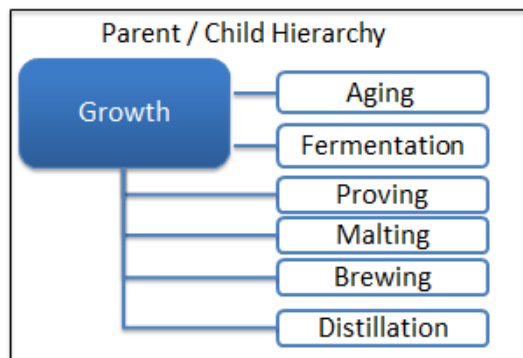 Parent / Child Hierarchy
Growth
Aging
Fermentation
Proving
Malting
Brewing
Distillation